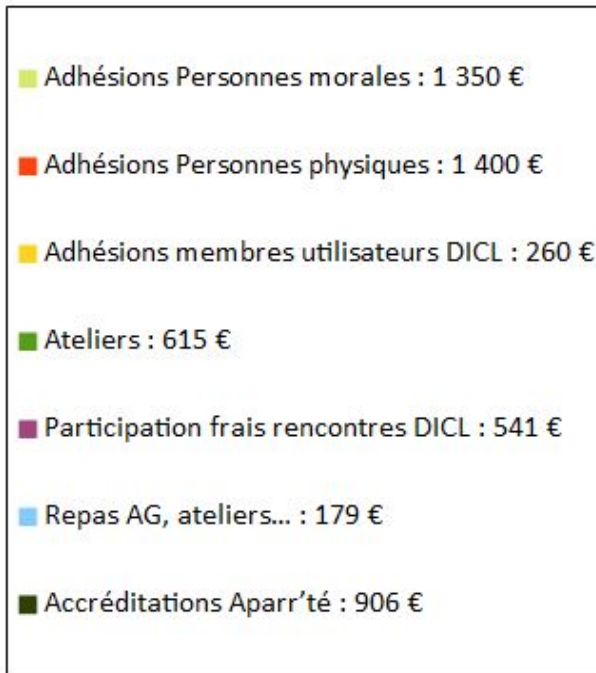 Adhésions Personnes morales : 1 350 €
Adhésions Personnes physiques : 1 400 €
Adhésions membres utilisateurs DICL : 260 €
Ateliers : 615 €
Participation frais rencontres DICL : 541 €
Repas AG, ateliers... : 179 €
Accréditations Aparr’té : 906 €